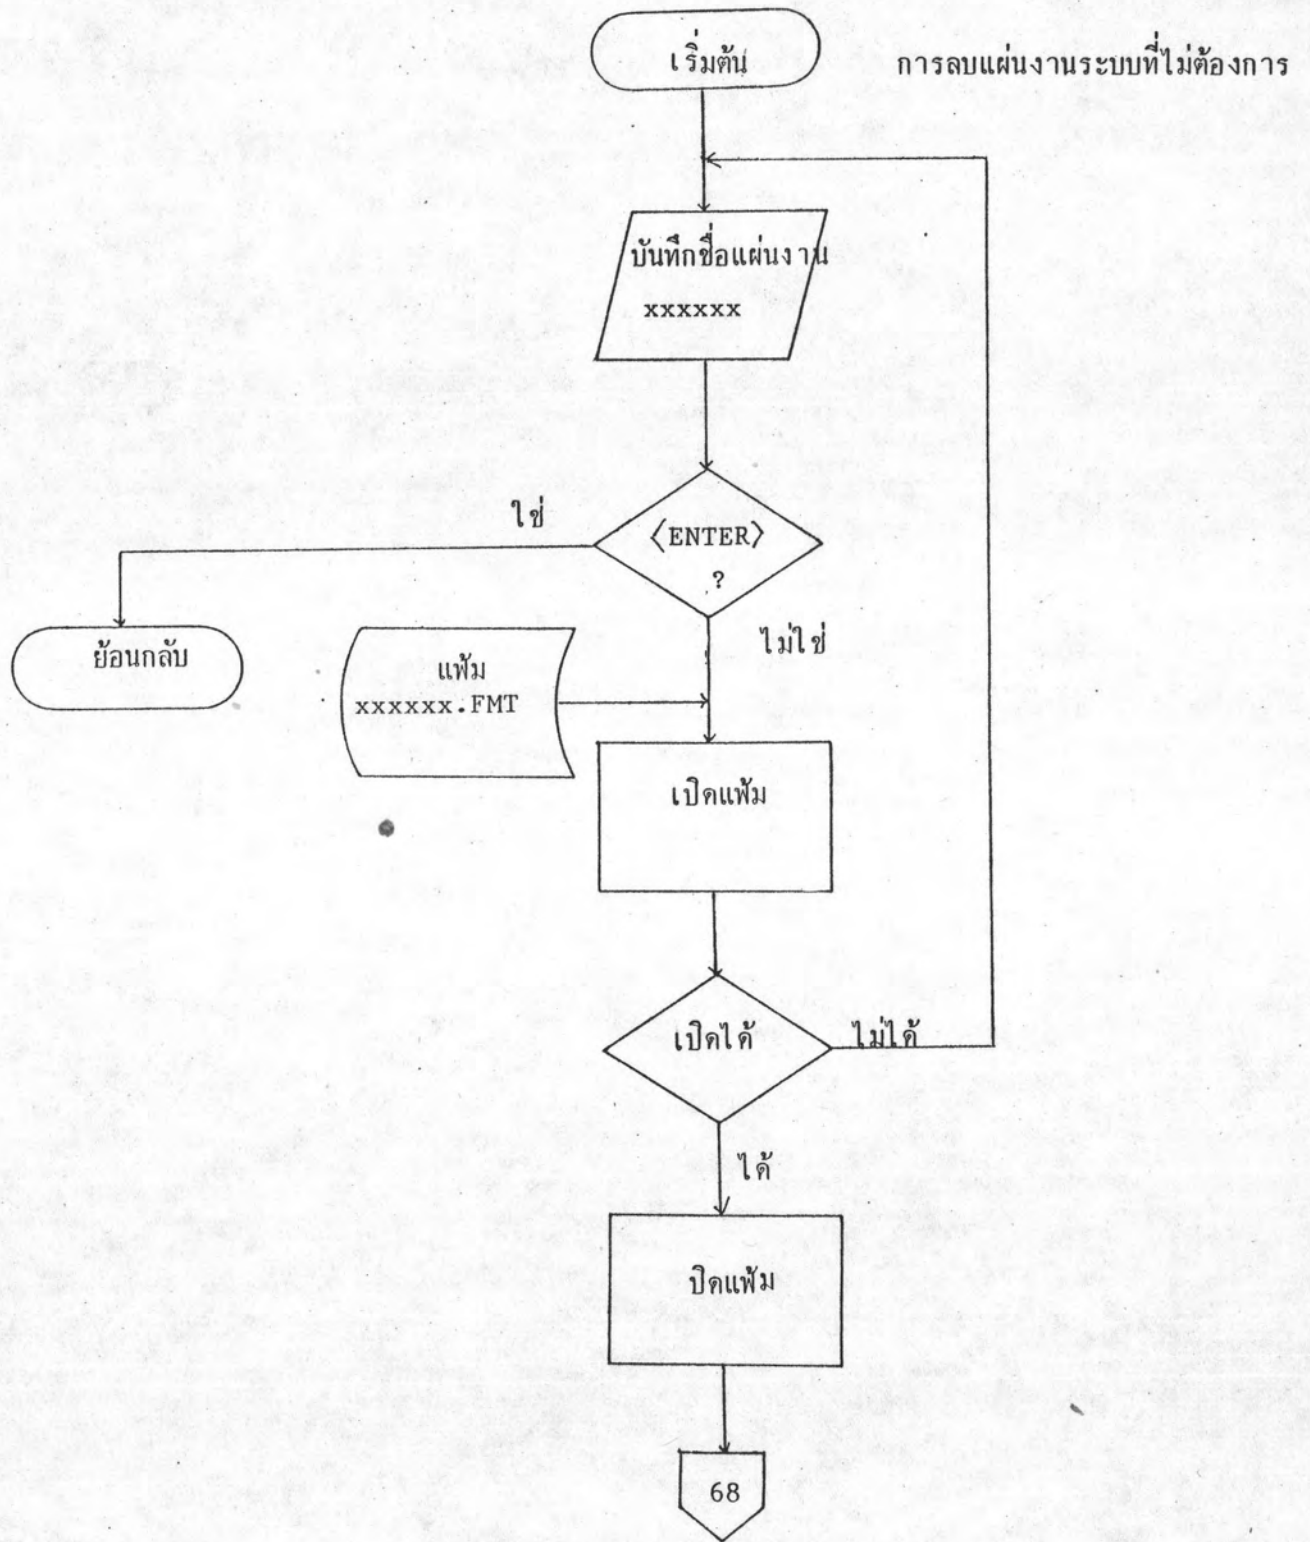 เริ่มต้น
การลบแผ่นงานระบบที่ไม่ต้องการ
บันทึกชื่อแผ่นงาน
xxxxxx
ใช่
<ENTER>
?
ไม่ใช่
ย้อนกลับ
แฟ้ม
xxxxxx.FMT
เปิดแฟ้ม
เปิดได้
ไม่ได้
ได้
ปิดแฟ้ม
68